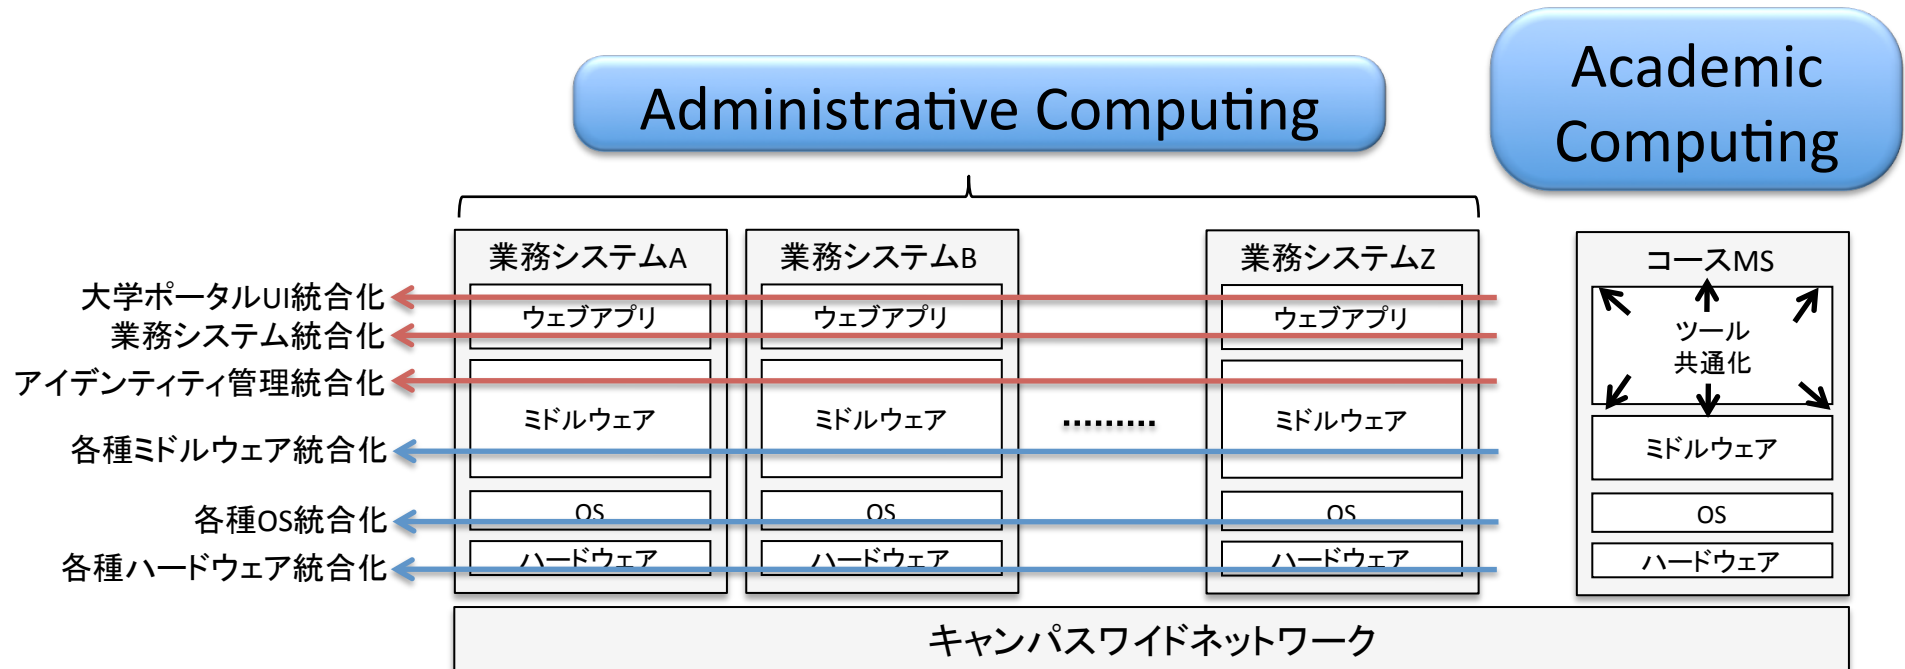 Administrative Computing
Academic
Computing
業務システムA
業務システムB
業務システムZ
コースMS
大学ポータルUI統合化
業務システム統合化
アイデンティティ管理統合化
各種ミドルウェア統合化
各種OS統合化
各種ハードウェア統合化
ウェブアプリ
ミドルウェア
OS
ハードウェア
ウェブアプリ
ミドルウェア
OS
ハードウェア
………
ウェブアプリ
ミドルウェア
OS
ハードウェア
ツール
共通化
ミドルウェア
OS
ハードウェア
キャンパスワイドネットワーク